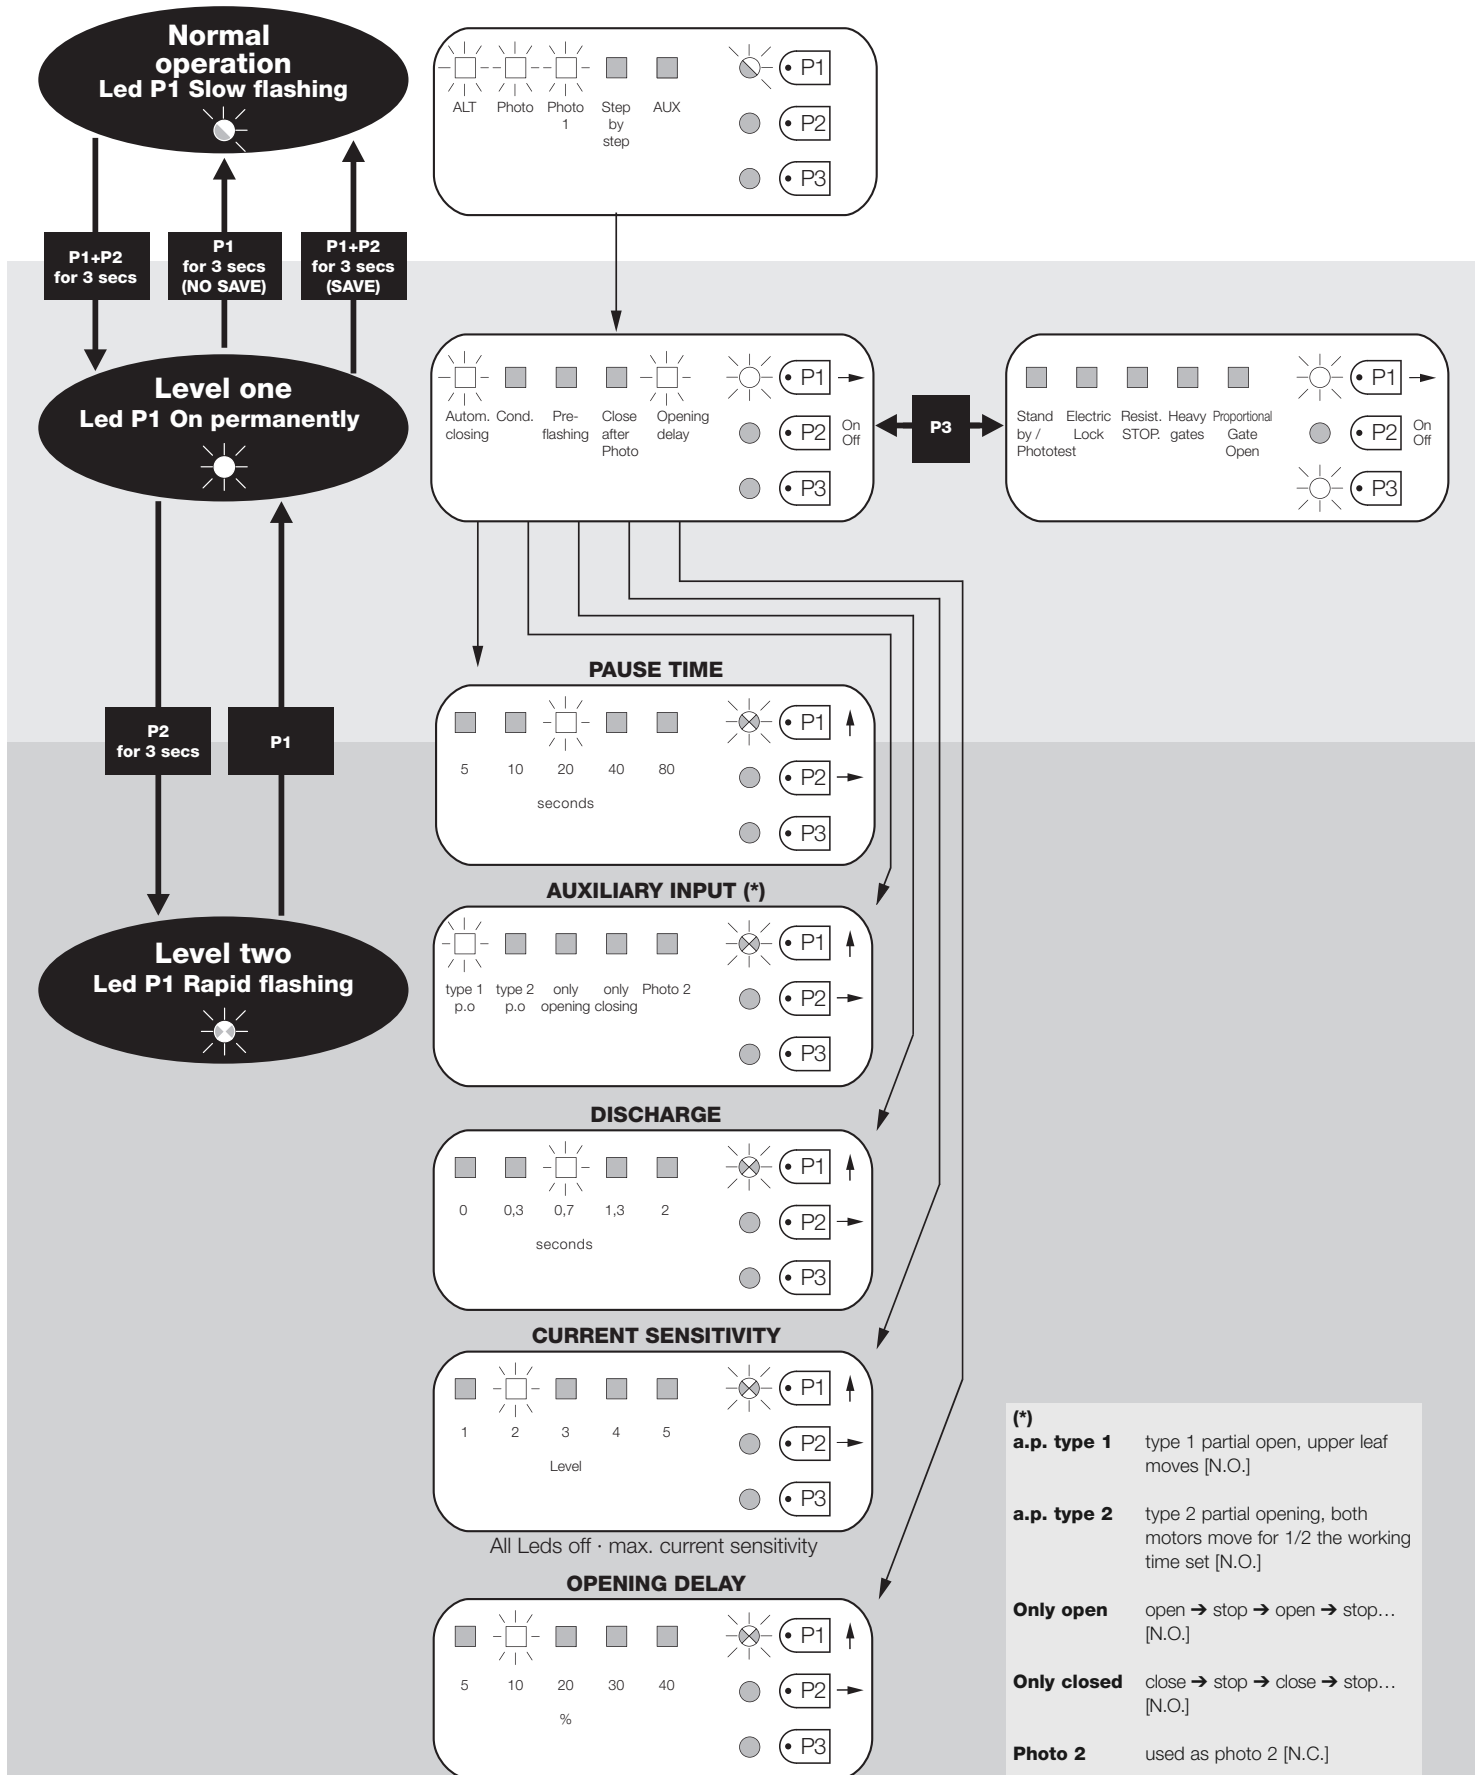 Normal
operation
Led P1 Slow flashing
P1+P2
for 3 secs
P1
for 3 secs
(NO SAVE)
P1+P2
for 3 secs
(SAVE)
Level one
Led P1 On permanently
P2
for 3 secs
P1
Level two
Led P1 Rapid flashing
ALT Photo Photo 1 Step by step AUX
P1
P2
P3
Autom. closing Cond. Pre-flashing Close after Photo Opening delay
P1
P2 On Off
P3
P3
Stand by / Phototest Electric Lock Resist. STOP. Heavy gates Proportional Gate Open
P1
P2 On Off
P3
PAUSE TIME
5 10 20 40 80
seconds
P1
P2
P3
AUXILIARY INPUT (*)
type 1 p.o type 2 p.o only opening only closing Photo 2
P1
P2
P3
DISCHARGE
0 0,3 0,7 1,3 2
seconds
P1
P2
P3
CURRENT SENSITIVITY
1 2 3 4 5
Level
P1
P2
P3
All Leds off · max. current sensitivity
OPENING DELAY
5 10 20 30 40
%
P1
P2
P3
(*)
a.p. type 1 type 1 partial open, upper leaf
moves [N.O.]
a.p. type 2 type 2 partial opening, both
motors move for 1/2 the working
time set [N.O.]
Only open open ➔ stop ➔ open ➔ stop…
[N.O.]
Only closed close ➔ stop ➔ close ➔ stop…
[N.O.]
Photo 2 used as photo 2 [N.C.]